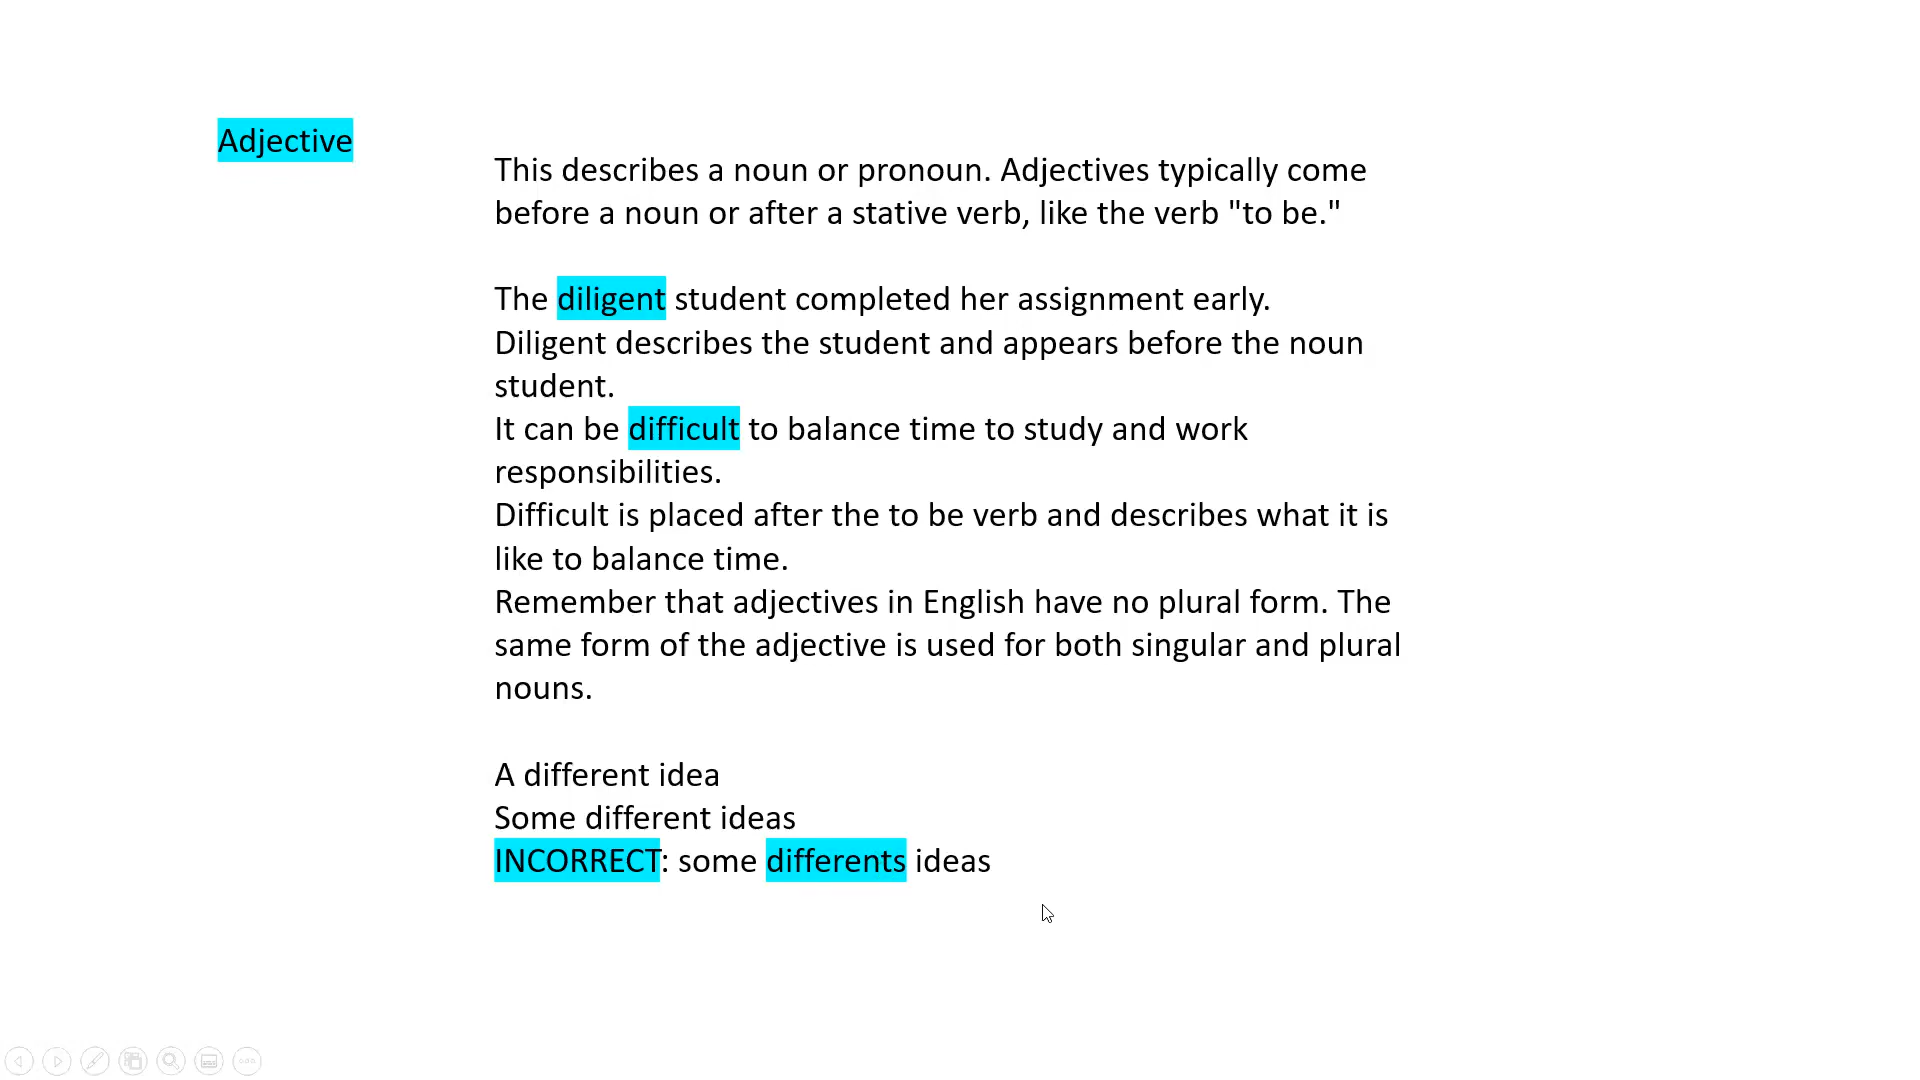 Adjective
This describes a noun or pronoun. Adjectives typically come
before a noun or after a stative verb, like the verb "to be."
The diligent student completed her assignment early.
Diligent describes the student and appears before the noun
student.
It can be difficult to balance time to study and work
responsibilities.
Difficult is placed after the to be verb and describes what it is
like to balance time.
Remember that adjectives in English have no plural form. The
same form of the adjective is used for both singular and plural
nouns.
A different idea
Some different ideas
INCORRECT: some differents ideas